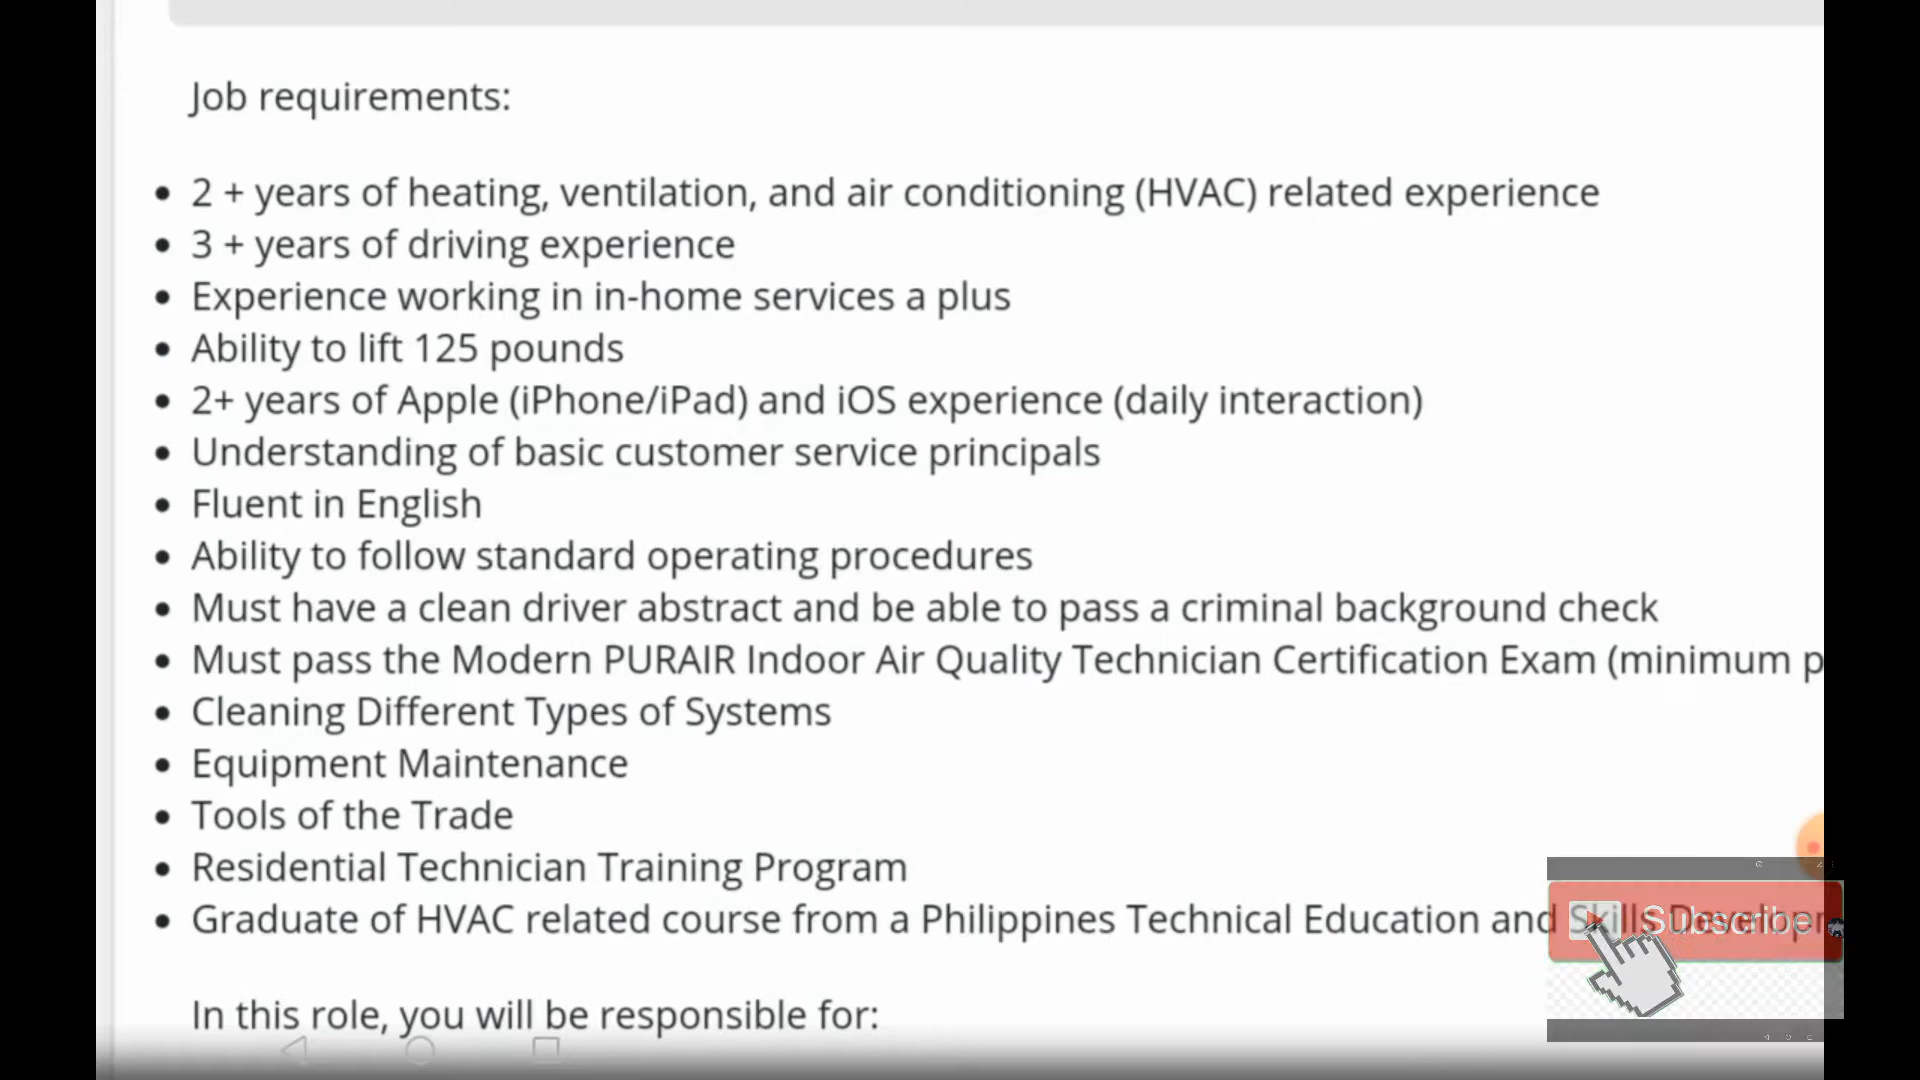 Job requirements:
• 2 + years of heating, ventilation, and air conditioning (HVAC) related experience
• 3 + years of driving experience
• Experience working in in-home services a plus
• Ability to lift 125 pounds
• 2+ years of Apple (iPhone/iPad) and iOS experience (daily interaction)
• Understanding of basic customer service principals
• Fluent in English
• Ability to follow standard operating procedures
• Must have a clean driver abstract and be able to pass a criminal background check
• Must pass the Modern PURAIR Indoor Air Quality Technician Certification Exam (minimum p
• Cleaning Different Types of Systems
• Equipment Maintenance
• Tools of the Trade
• Residential Technician Training Program
• Graduate of HVAC related course from a Philippines Technical Education and Skills Developm
Subscribe
In this role, you will be responsible for: